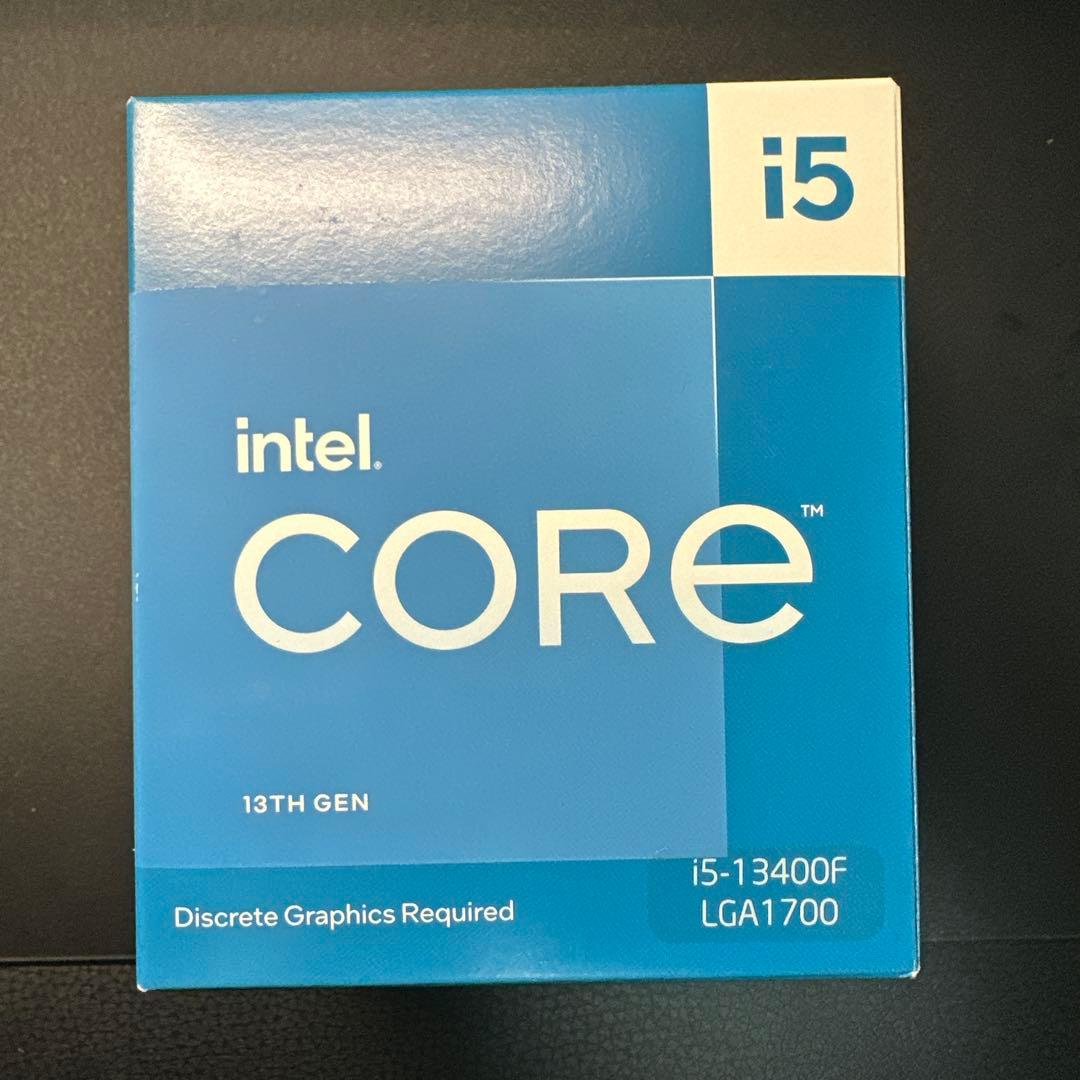 i5
intel.
CORe™
13TH GEN
i5-13400F
LGA1700
Discrete Graphics Required